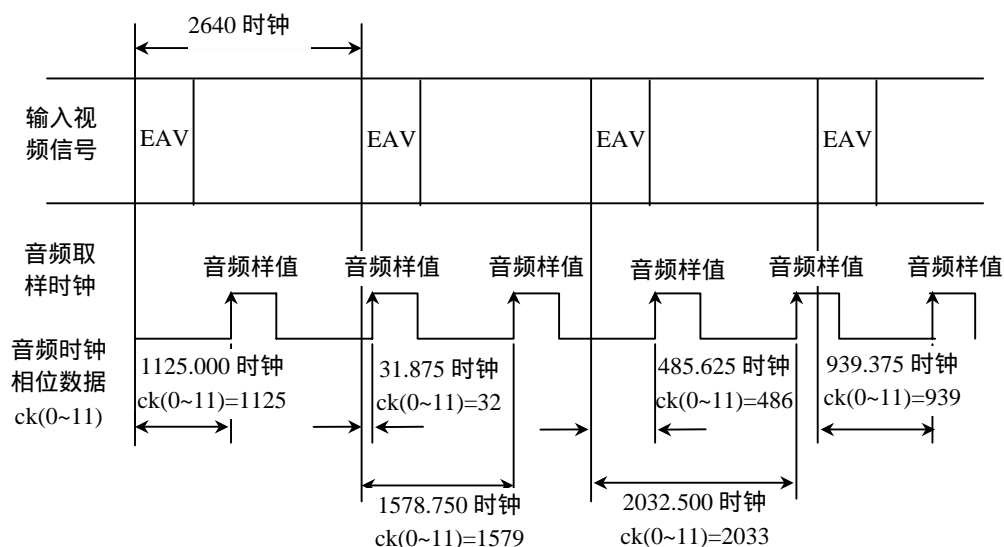 2640 时钟
输入视
频信号
EAV
EAV
EAV
EAV
音频取
样时钟
音频样值
音频样值
音频样值
音频样值
音频样值
音频样值
音频时钟
相位数据
ck(0~11)
1125.000 时钟
ck(0~11)=1125
31.875 时钟
ck(0~11)=32
485.625 时钟
ck(0~11)=486
939.375 时钟
ck(0~11)=939
1578.750 时钟
ck(0~11)=1579
2032.500 时钟
ck(0~11)=2033